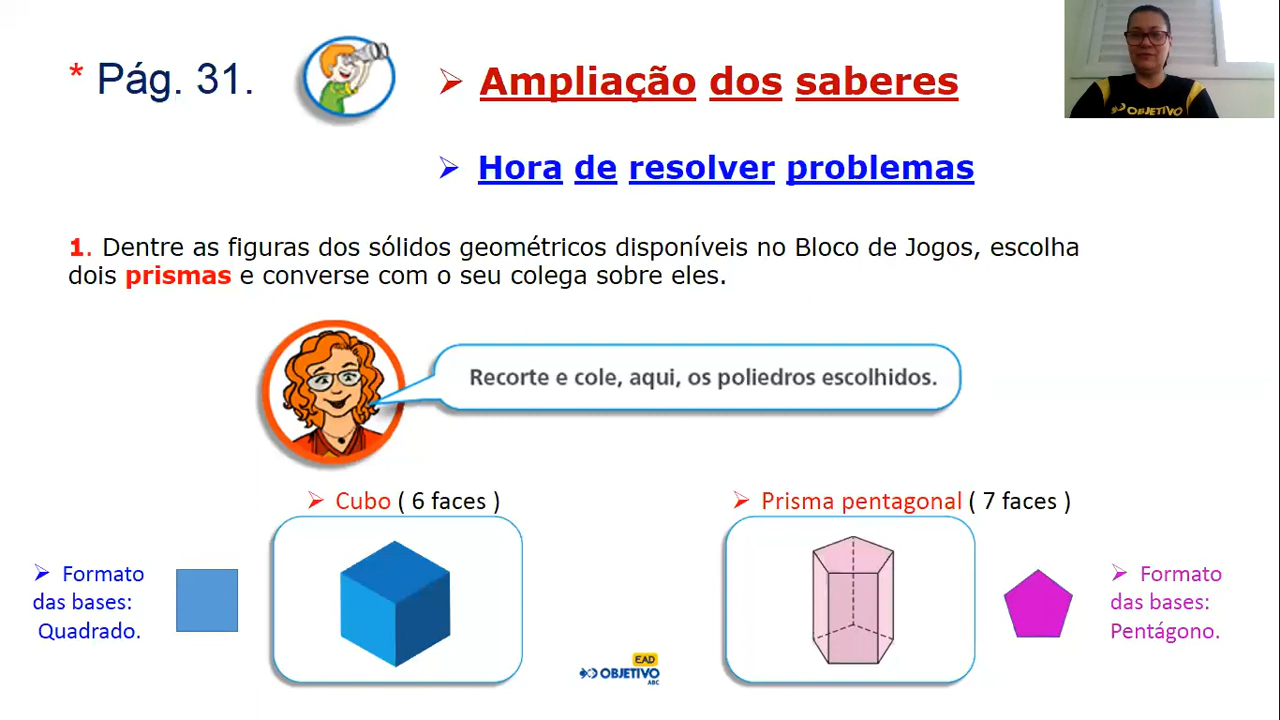 * Pág. 31.
➢ Ampliação dos saberes
OBJETIVO
➢ Hora de resolver problemas
1. Dentre as figuras dos sólidos geométricos disponíveis no Bloco de Jogos, escolha
dois prismas e converse com o seu colega sobre eles.
Recorte e cole, aqui, os poliedros escolhidos.
➢ Cubo ( 6 faces )
➢ Prisma pentagonal ( 7 faces )
➢ Formato
das bases:
Quadrado.
➢ Formato
das bases:
Pentágono.
EAD
OBJETIVO
ABC